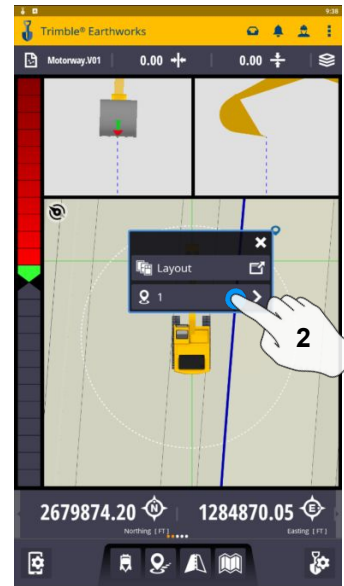 9:38
Trimble® Earthworks
Motorway.V01 0.00 0.00
Layout
1
2
2679874.20 N 1284870.05 E
Northing [FT] Easting [FT]